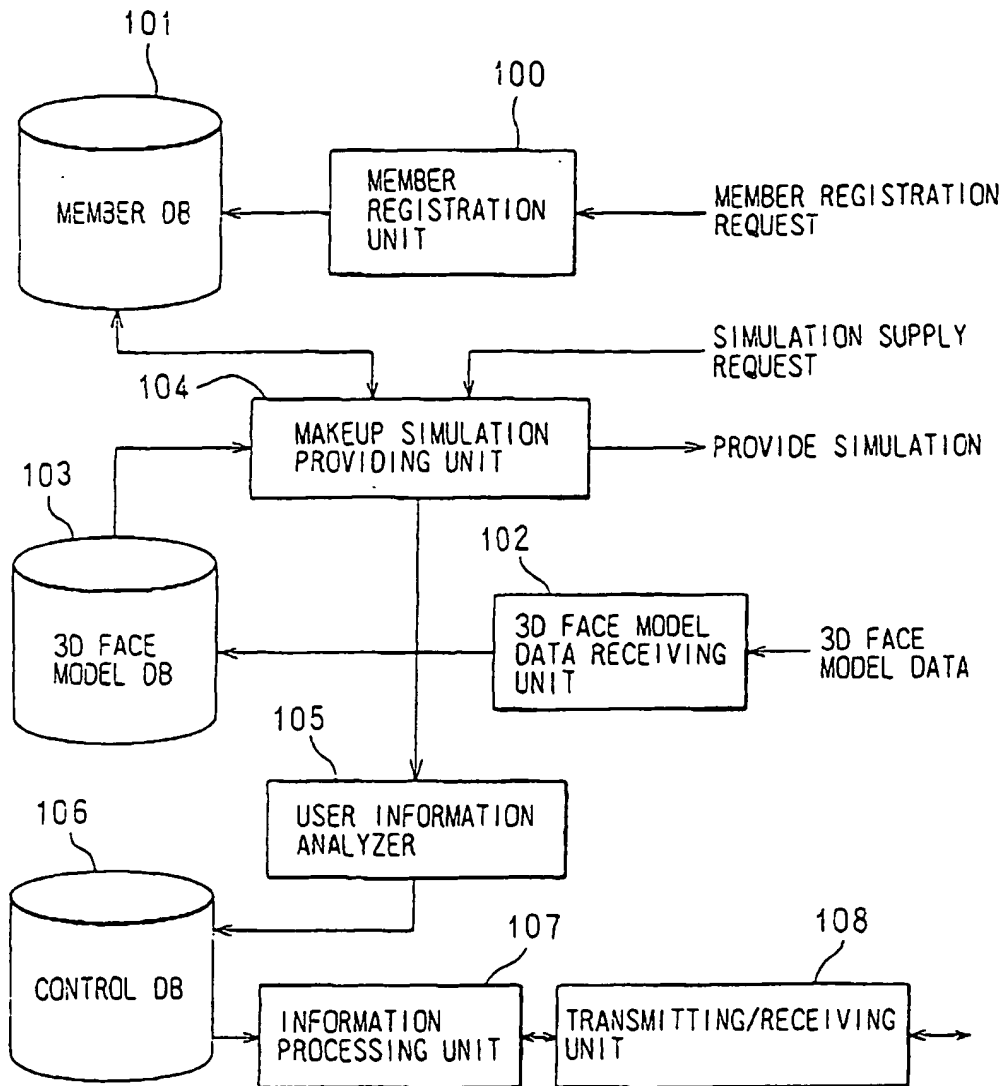 101
100
MEMBER DB
MEMBER
REGISTRATION
UNIT
MEMBER REGISTRATION
REQUEST
SIMULATION SUPPLY
REQUEST
104
MAKEUP SIMULATION
PROVIDING UNIT
PROVIDE SIMULATION
103
102
3D FACE
MODEL DB
3D FACE MODEL
DATA RECEIVING
UNIT
3D FACE
MODEL DATA
105
USER INFORMATION
ANALYZER
106
CONTROL DB
107
108
INFORMATION
PROCESSING UNIT
TRANSMITTING/RECEIVING
UNIT